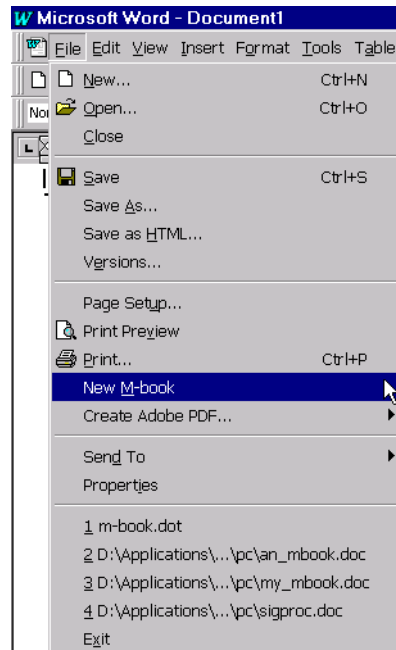 Microsoft Word - Document1
File Edit View Insert Format Tools Table
New... Ctrl+N
Open... Ctrl+O
Close
Save Ctrl+S
Save As...
Save as HTML...
Versions...
Page Setup...
Print Preview
Print... Ctrl+P
New M-book
Create Adobe PDF...
Send To
Properties
1 m-book.dot
2 D:\Applications\...\pc\an_mbook.doc
3 D:\Applications\...\pc\my_mbook.doc
4 D:\Applications\...\pc\sigproc.doc
Exit